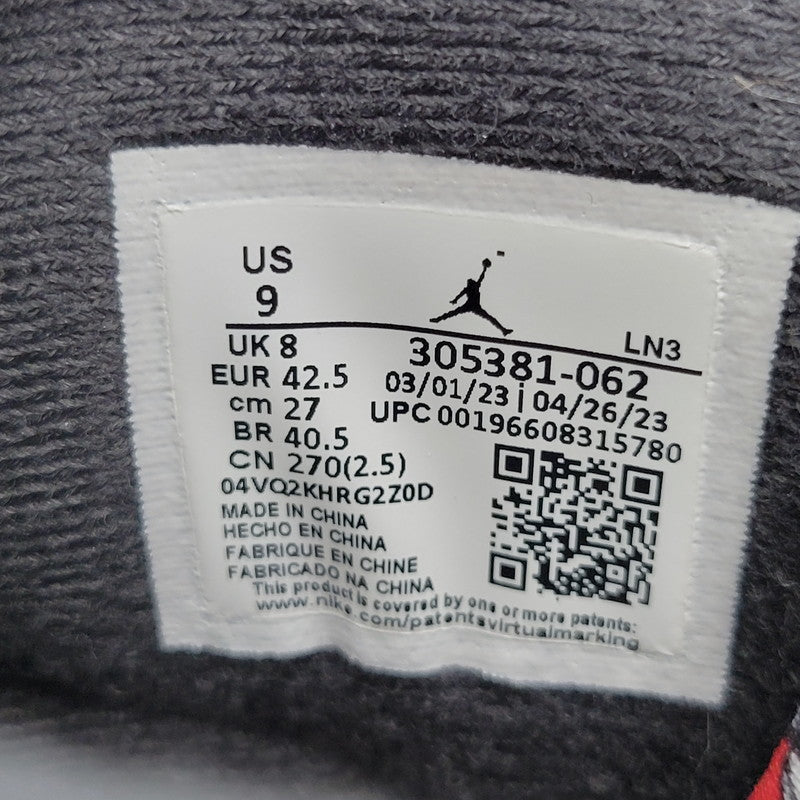 US
9
LN3
UK 8
305381-062
EUR 42.5
03/01/23 | 04/26/23
cm 27
UPC 00196608315780
BR 40.5
CN 270(2.5)
04VQ2KHRG2Z0D
MADE IN CHINA
HECHO EN CHINA
FABRIQUE EN CHINE
FABRICADO NA CHINA
This product is covered by one or more patents:
www.nike.com/patentsvirtualmarking